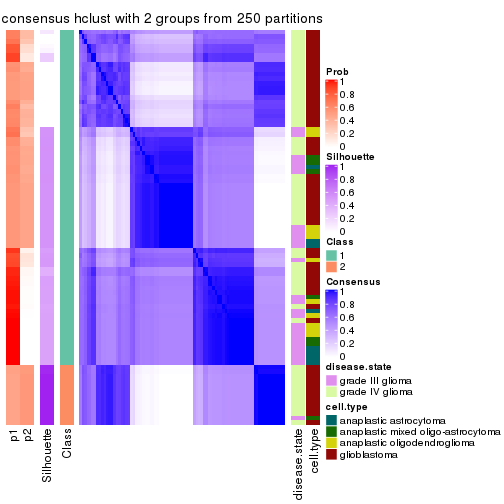 consensus hclust with 2 groups from 250 partitions
Prob
1
0.8
0.6
0.4
0.2
0
Silhouette
1
0.8
0.6
0.4
0.2
0
Class
1
2
Consensus
1
0.8
0.6
0.4
0.2
0
disease.state
grade III glioma
grade IV glioma
cell.type
anaplastic astrocytoma
anaplastic mixed oligo-astrocytoma
anaplastic oligodendroglioma
glioblastoma
p1
p2
Silhouette
Class
disease.state
cell.type